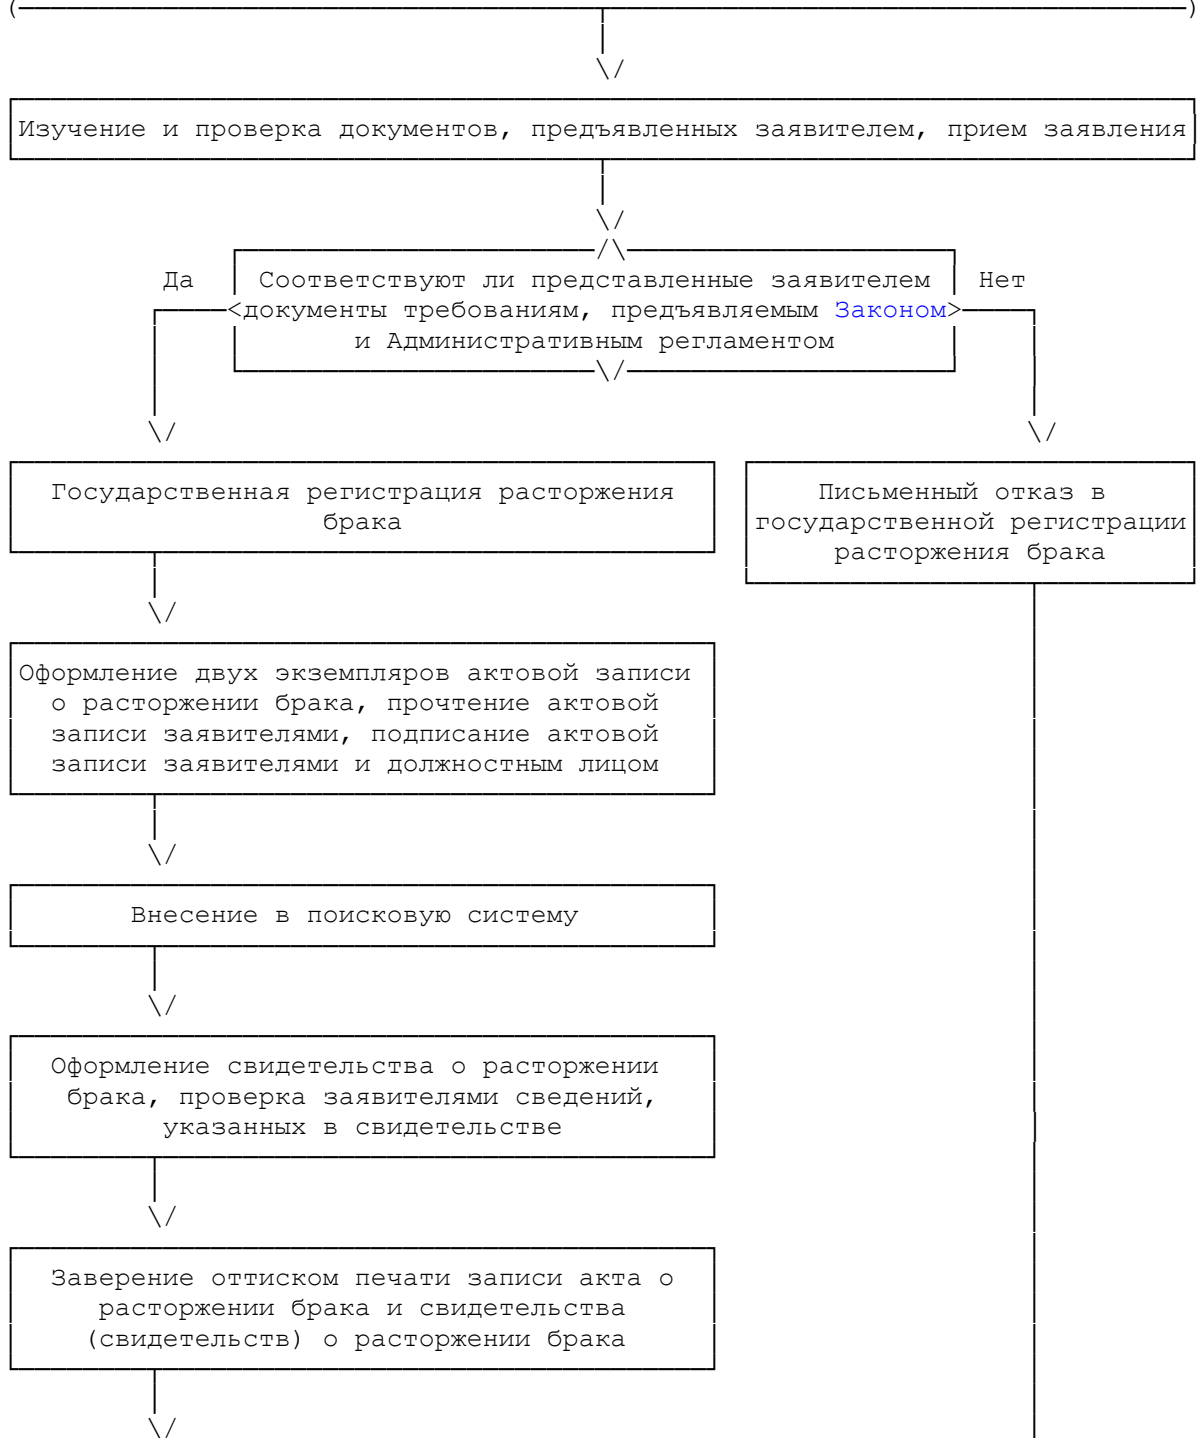 Изучение и проверка документов, предъявленных заявителем, прием заявления
Да
Соответствуют ли представленные заявителем
Нет
документы требованиям, предъявляемым Законом
и Административным регламентом
Государственная регистрация расторжения
брака
Письменный отказ в
государственной регистрации
расторжения брака
Оформление двух экземпляров актовой записи
о расторжении брака, прочтение актовой
записи заявителями, подписание актовой
записи заявителями и должностным лицом
Внесение в поисковую систему
Оформление свидетельства о расторжении
брака, проверка заявителями сведений,
указанных в свидетельстве
Заверение оттиском печати записи акта о
расторжении брака и свидетельства
(свидетельств) о расторжении брака